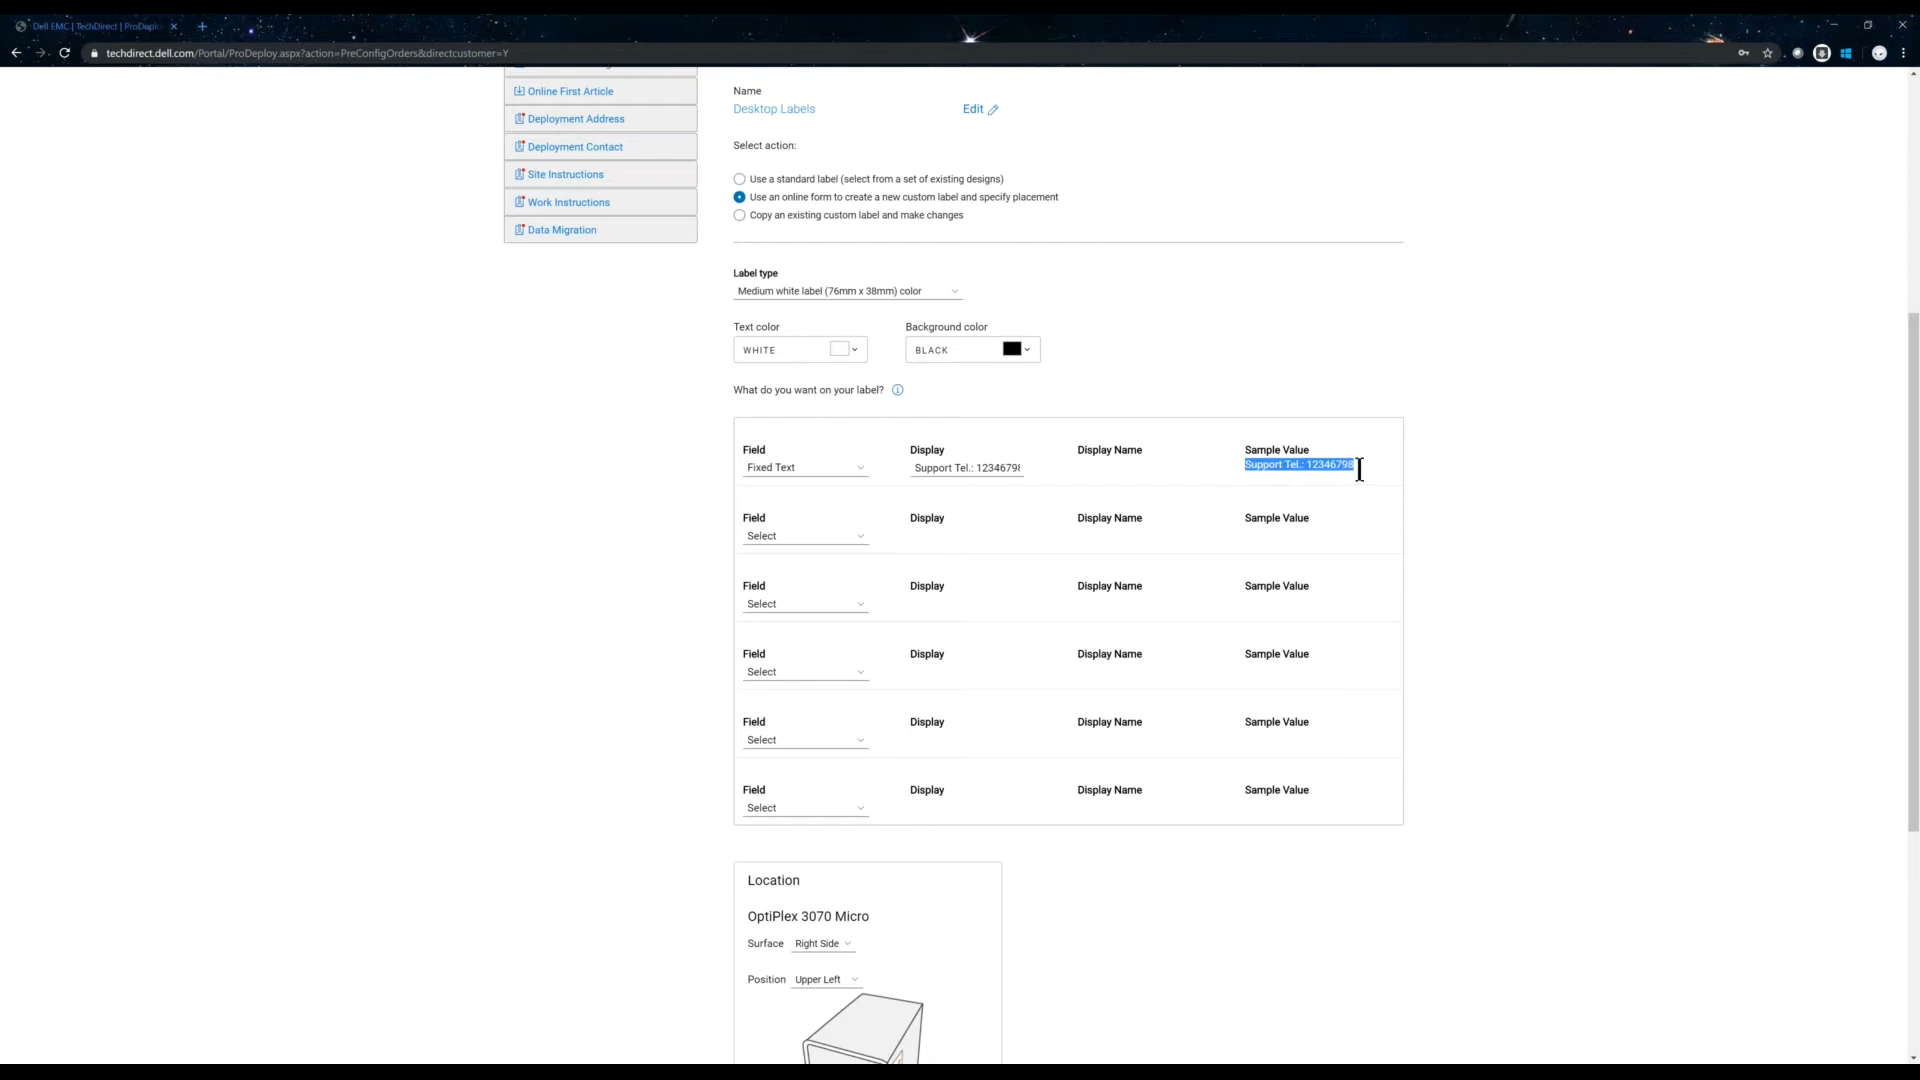 Dell EMC | TechDirect | ProDeplo
techdirect.dell.com/Portal/ProDeploy.aspx?action=PreConfigOrders&directcustomer=Y
Online First Article
Deployment Address
Deployment Contact
Site Instructions
Work Instructions
Data Migration
Name
Desktop Labels Edit
Select action:
Use a standard label (select from a set of existing designs)
Use an online form to create a new custom label and specify placement
Copy an existing custom label and make changes
Label type
Medium white label (76mm x 38mm) color
Text color Background color
WHITE BLACK
What do you want on your label?
Field Display Display Name Sample Value
Fixed Text Support Tel.: 1234679 Support Tel.: 12346798
Field Display Display Name Sample Value
Select
Field Display Display Name Sample Value
Select
Field Display Display Name Sample Value
Select
Field Display Display Name Sample Value
Select
Field Display Display Name Sample Value
Select
Location
OptiPlex 3070 Micro
Surface Right Side
Position Upper Left